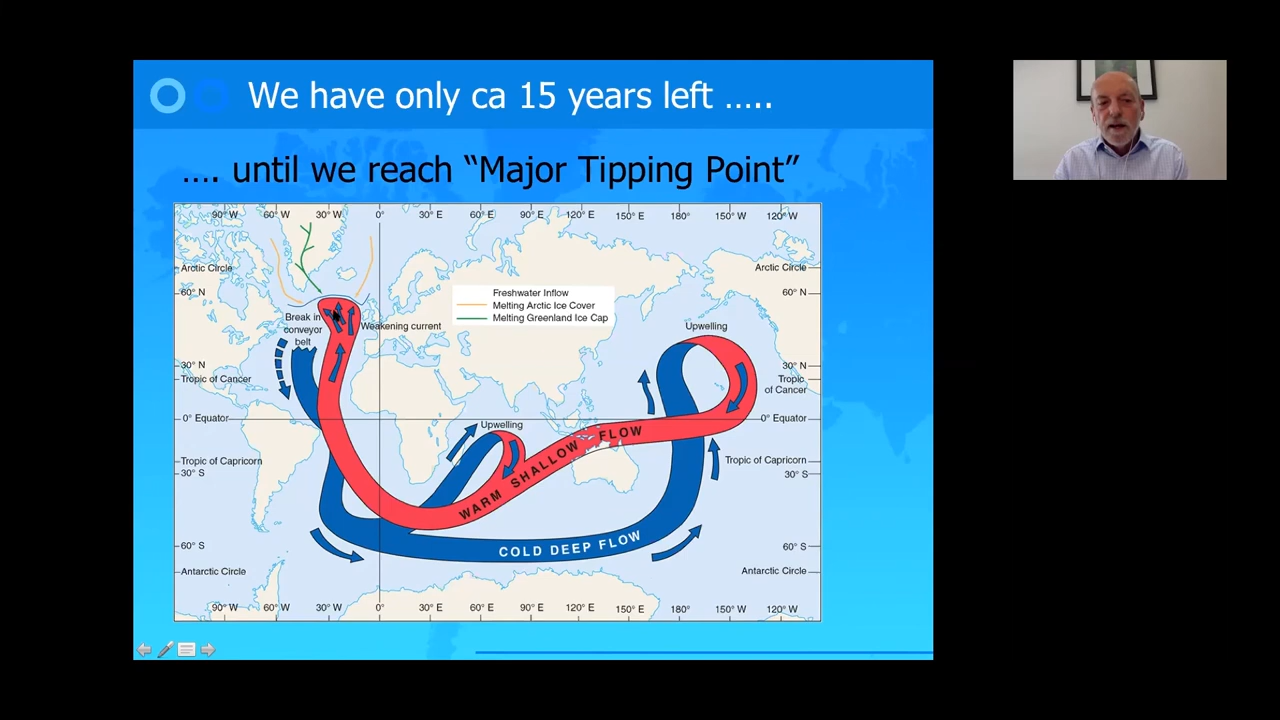 We have only ca 15 years left …..
…. until we reach “Major Tipping Point”
90° W 60° W 30° W 0° 30° E 60° E 90° E 120° E 150° E 180° 150° W 120° W
Arctic Circle
Arctic Circle
60° N
60° N
Freshwater Inflow
Melting Arctic Ice Cover
Melting Greenland Ice Cap
Break in
conveyor
belt
Weakening current
Upwelling
30° N
30° N
Tropic of Cancer
Tropic
of Cancer
0° Equator
0° Equator
Upwelling
WARM SHALLOW FLOW
Tropic of Capricorn
Tropic of Capricorn
30° S
30° S
COLD DEEP FLOW
60° S
60° S
Antarctic Circle
Antarctic Circle
90° W 60° W 30° W 0° 30° E 60° E 90° E 120° E 150° E 180° 150° W 120° W